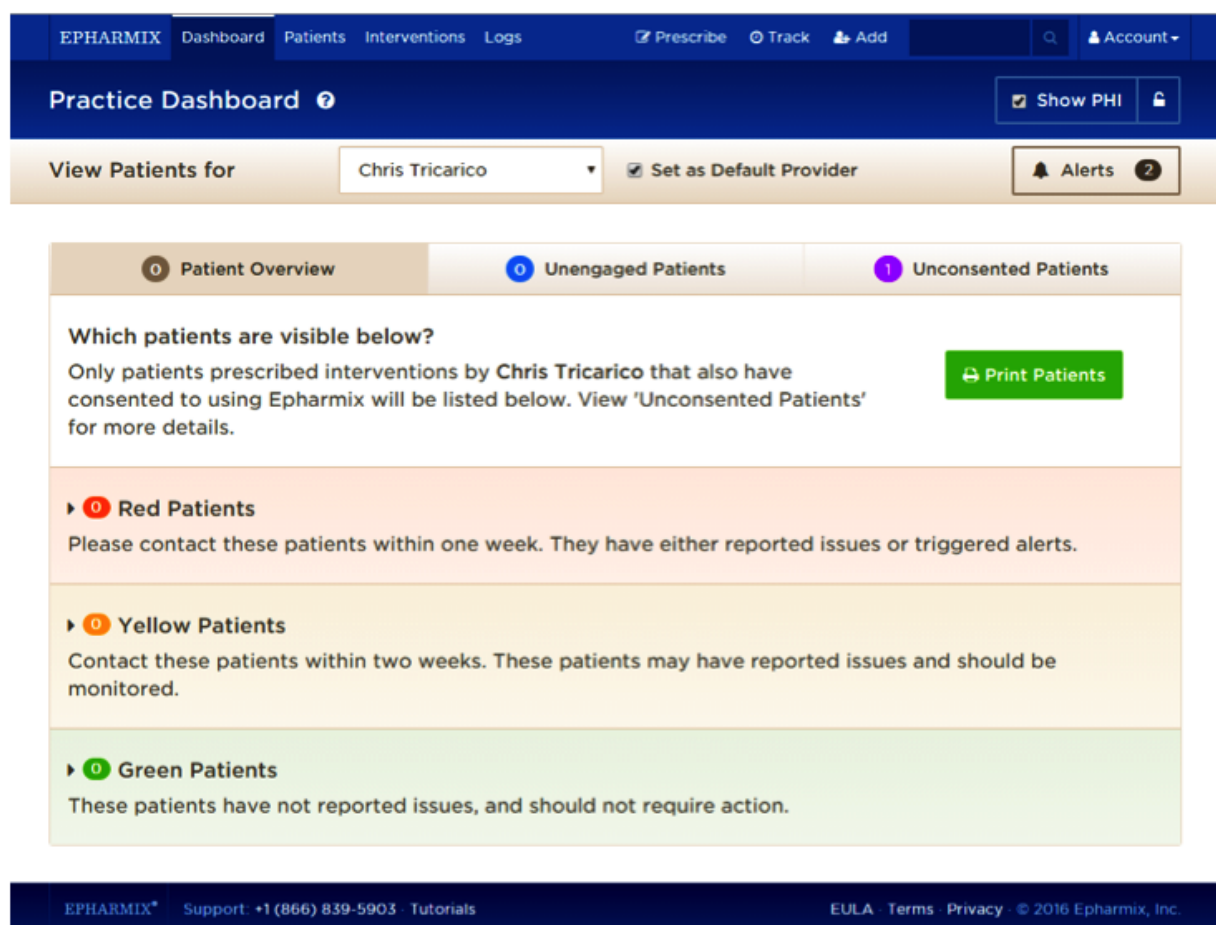 EPHARMIX Dashboard Patients Interventions Logs Prescribe Track Add Account
Practice Dashboard ? Show PHI
View Patients for Chris Tricarico Set as Default Provider Alerts 2
0 Patient Overview 0 Unengaged Patients 1 Unconsented Patients
Which patients are visible below?
Only patients prescribed interventions by Chris Tricarico that also have
consented to using Epharmix will be listed below. View 'Unconsented Patients'
for more details.
Print Patients
0 Red Patients
Please contact these patients within one week. They have either reported issues or triggered alerts.
0 Yellow Patients
Contact these patients within two weeks. These patients may have reported issues and should be
monitored.
0 Green Patients
These patients have not reported issues, and should not require action.
EPHARMIX® Support: +1 (866) 839-5903 · Tutorials EULA · Terms · Privacy · © 2016 Epharmix, Inc.